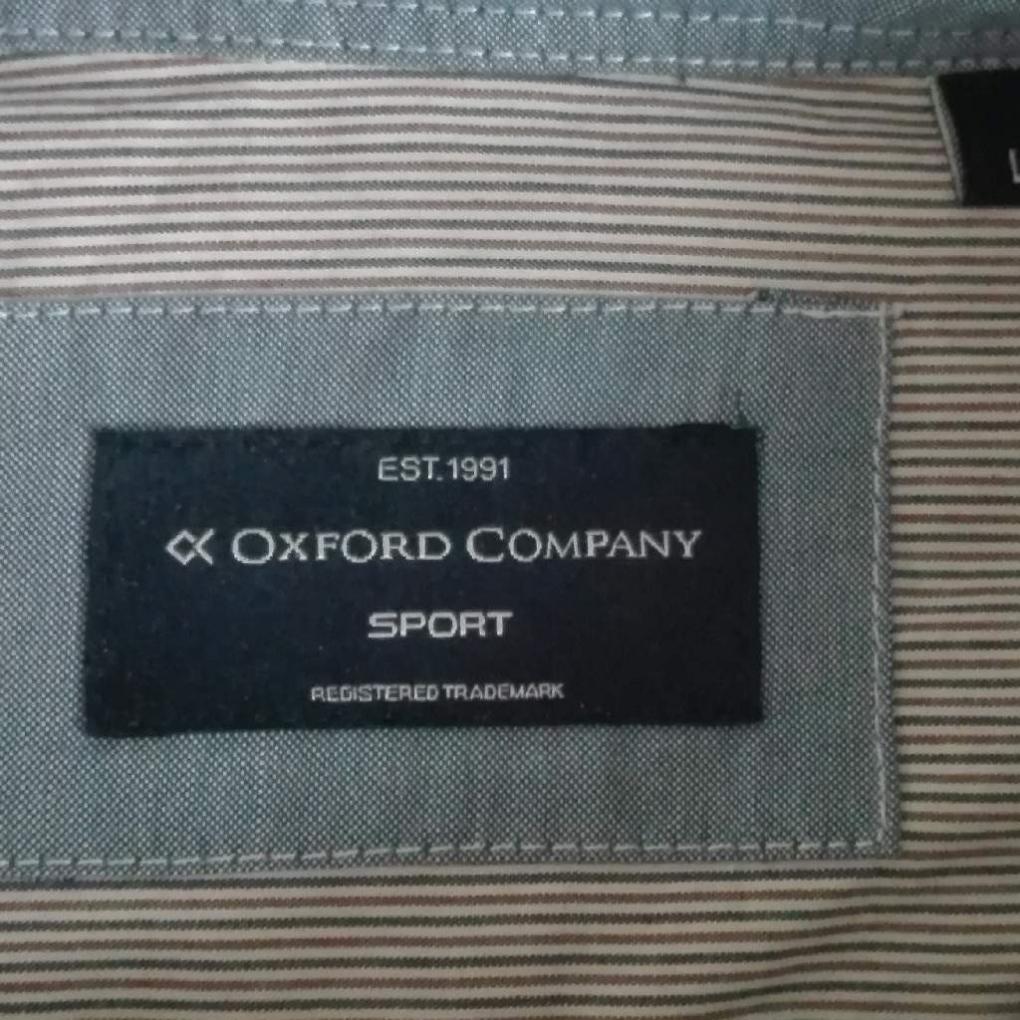 EST.1991
OXFORD COMPANY
SPORT
REGISTERED TRADEMARK